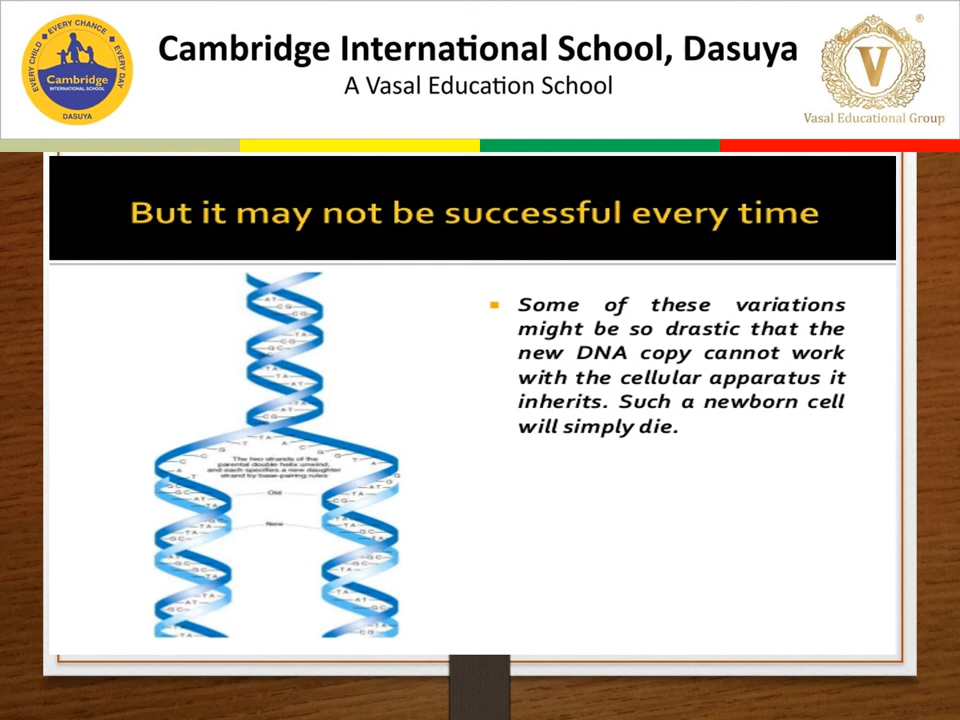 EVERY CHILD • EVERY CHANCE • EVERY DAY
Cambridge
INTERNATIONAL SCHOOL
DASUYA
Cambridge International School, Dasuya
A Vasal Education School
®
V
Vasal Educational Group
But it may not be successful every time
Some of these variations
might be so drastic that the
new DNA copy cannot work
with the cellular apparatus it
inherits. Such a newborn cell
will simply die.
The two strands of the
parental double helix unwind,
and each specifies a new daughter
strand by base-pairing rules
Old
New